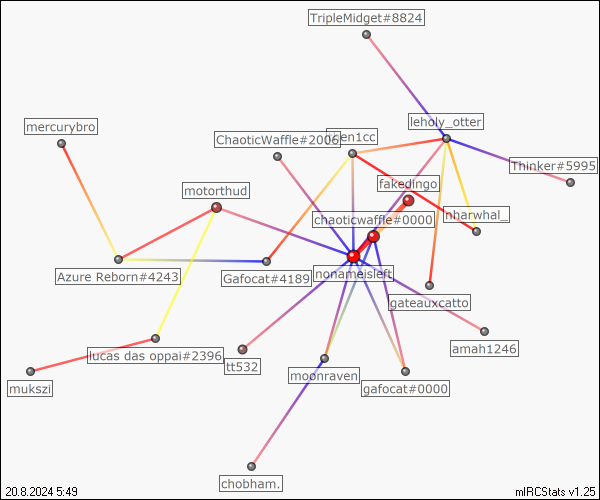 TripleMidget#8824
leholy_otter
mercurybro
ChaoticWaffle#2006
Thinker#5995
fakedingo
motorthud
nharwhal_
chaoticwaffle#0000
nonameisleft
Azure Reborn#4243
Gafocat#4189
gateauxcatto
amah1246
lucas das oppai#2396
tt532
moonraven
gafocat#0000
mukszi
chobham.
20.8.2024 5:49
mIRCStats v1.25